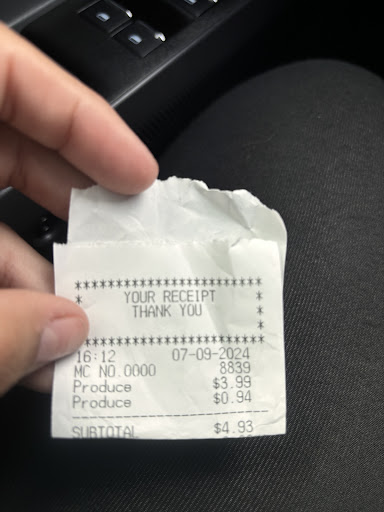 ***************************
* YOUR RECEIPT *
* THANK YOU *
* *
***************************
16:12 07-09-2024
MC NO.0000 8839
Produce $3.99
Produce $0.94
---------------------------
SUBTOTAL $4.93